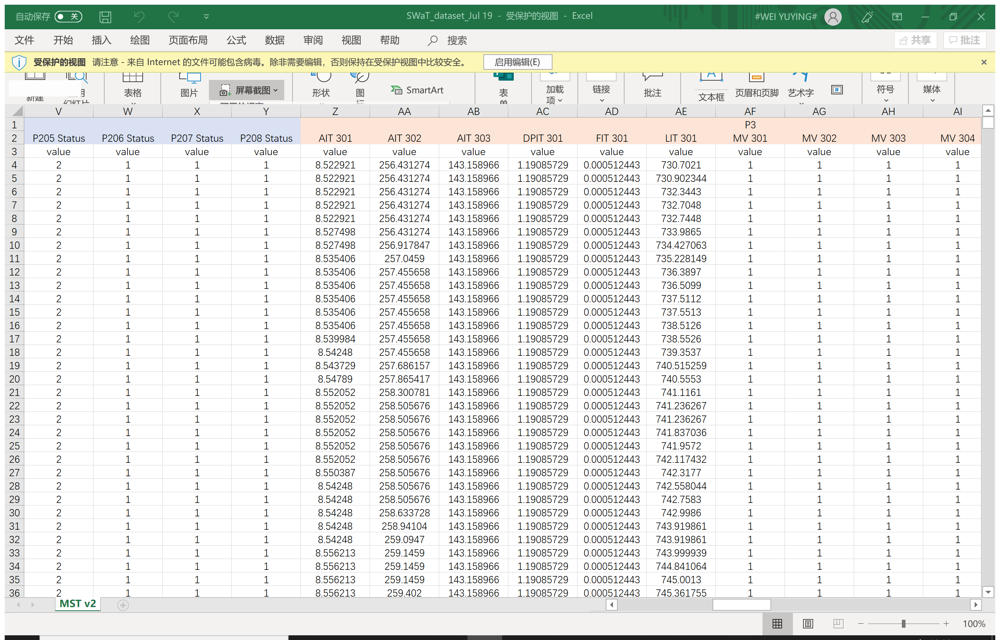 自动保存 关 SWaT_dataset_Jul 19 - 受保护的视图 - Excel #WEI YUYING#
文件 开始 插入 绘图 页面布局 公式 数据 审阅 视图 帮助 搜索 共享 批注
受保护的视图 请注意 - 来自 Internet 的文件可能包含病毒。除非需要编辑，否则保持在受保护视图中比较安全。 启用编辑(E)
新建 幻灯片 表格 图片 屏幕截图 形状 图标 SmartArt 表单 加载项 链接 批注 文本框 页眉和页脚 艺术字 符号 媒体
V W X Y Z AA AB AC AD AE AF AG AH AI
1 P3
2 P205 Status P206 Status P207 Status P208 Status AIT 301 AIT 302 AIT 303 DPIT 301 FIT 301 LIT 301 MV 301 MV 302 MV 303 MV 304
3 value value value value value value value value value value value value value value
4 2 1 1 1 8.522921 256.431274 143.158966 1.19085729 0.000512443 730.7021 1 1 1 1
5 2 1 1 1 8.522921 256.431274 143.158966 1.19085729 0.000512443 730.902344 1 1 1 1
6 2 1 1 1 8.522921 256.431274 143.158966 1.19085729 0.000512443 732.3443 1 1 1 1
7 2 1 1 1 8.522921 256.431274 143.158966 1.19085729 0.000512443 732.7048 1 1 1 1
8 2 1 1 1 8.522921 256.431274 143.158966 1.19085729 0.000512443 732.7448 1 1 1 1
9 2 1 1 1 8.527498 256.431274 143.158966 1.19085729 0.000512443 733.9865 1 1 1 1
10 2 1 1 1 8.527498 256.917847 143.158966 1.19085729 0.000512443 734.427063 1 1 1 1
11 2 1 1 1 8.535406 257.0459 143.158966 1.19085729 0.000512443 735.228149 1 1 1 1
12 2 1 1 1 8.535406 257.455658 143.158966 1.19085729 0.000512443 736.3897 1 1 1 1
13 2 1 1 1 8.535406 257.455658 143.158966 1.19085729 0.000512443 736.5099 1 1 1 1
14 2 1 1 1 8.535406 257.455658 143.158966 1.19085729 0.000512443 737.5112 1 1 1 1
15 2 1 1 1 8.535406 257.455658 143.158966 1.19085729 0.000512443 737.5513 1 1 1 1
16 2 1 1 1 8.535406 257.455658 143.158966 1.19085729 0.000512443 738.5126 1 1 1 1
17 2 1 1 1 8.539984 257.455658 143.158966 1.19085729 0.000512443 738.5526 1 1 1 1
18 2 1 1 1 8.54248 257.455658 143.158966 1.19085729 0.000512443 739.3537 1 1 1 1
19 2 1 1 1 8.543729 257.686157 143.158966 1.19085729 0.000512443 740.515259 1 1 1 1
20 2 1 1 1 8.54789 257.865417 143.158966 1.19085729 0.000512443 740.5553 1 1 1 1
21 2 1 1 1 8.552052 258.300781 143.158966 1.19085729 0.000512443 741.1161 1 1 1 1
22 2 1 1 1 8.552052 258.505676 143.158966 1.19085729 0.000512443 741.236267 1 1 1 1
23 2 1 1 1 8.552052 258.505676 143.158966 1.19085729 0.000512443 741.236267 1 1 1 1
24 2 1 1 1 8.552052 258.505676 143.158966 1.19085729 0.000512443 741.837036 1 1 1 1
25 2 1 1 1 8.552052 258.505676 143.158966 1.19085729 0.000512443 741.9572 1 1 1 1
26 2 1 1 1 8.552052 258.505676 143.158966 1.19085729 0.000512443 742.117432 1 1 1 1
27 2 1 1 1 8.550387 258.505676 143.158966 1.19085729 0.000512443 742.3177 1 1 1 1
28 2 1 1 1 8.54248 258.505676 143.158966 1.19085729 0.000512443 742.558044 1 1 1 1
29 2 1 1 1 8.54248 258.505676 143.158966 1.19085729 0.000512443 742.7583 1 1 1 1
30 2 1 1 1 8.54248 258.633728 143.158966 1.19085729 0.000512443 742.9986 1 1 1 1
31 2 1 1 1 8.54248 258.94104 143.158966 1.19085729 0.000512443 743.919861 1 1 1 1
32 2 1 1 1 8.54248 259.0947 143.158966 1.19085729 0.000512443 743.919861 1 1 1 1
33 2 1 1 1 8.556213 259.1459 143.158966 1.19085729 0.000512443 743.999939 1 1 1 1
34 2 1 1 1 8.556213 259.1459 143.158966 1.19085729 0.000512443 744.841064 1 1 1 1
35 2 1 1 1 8.556213 259.1459 143.158966 1.19085729 0.000512443 745.0013 1 1 1 1
36 2 1 1 1 8.556213 259.402 143.158966 1.19085729 0.000512443 745.361755 1 1 1 1
MST v2
100%